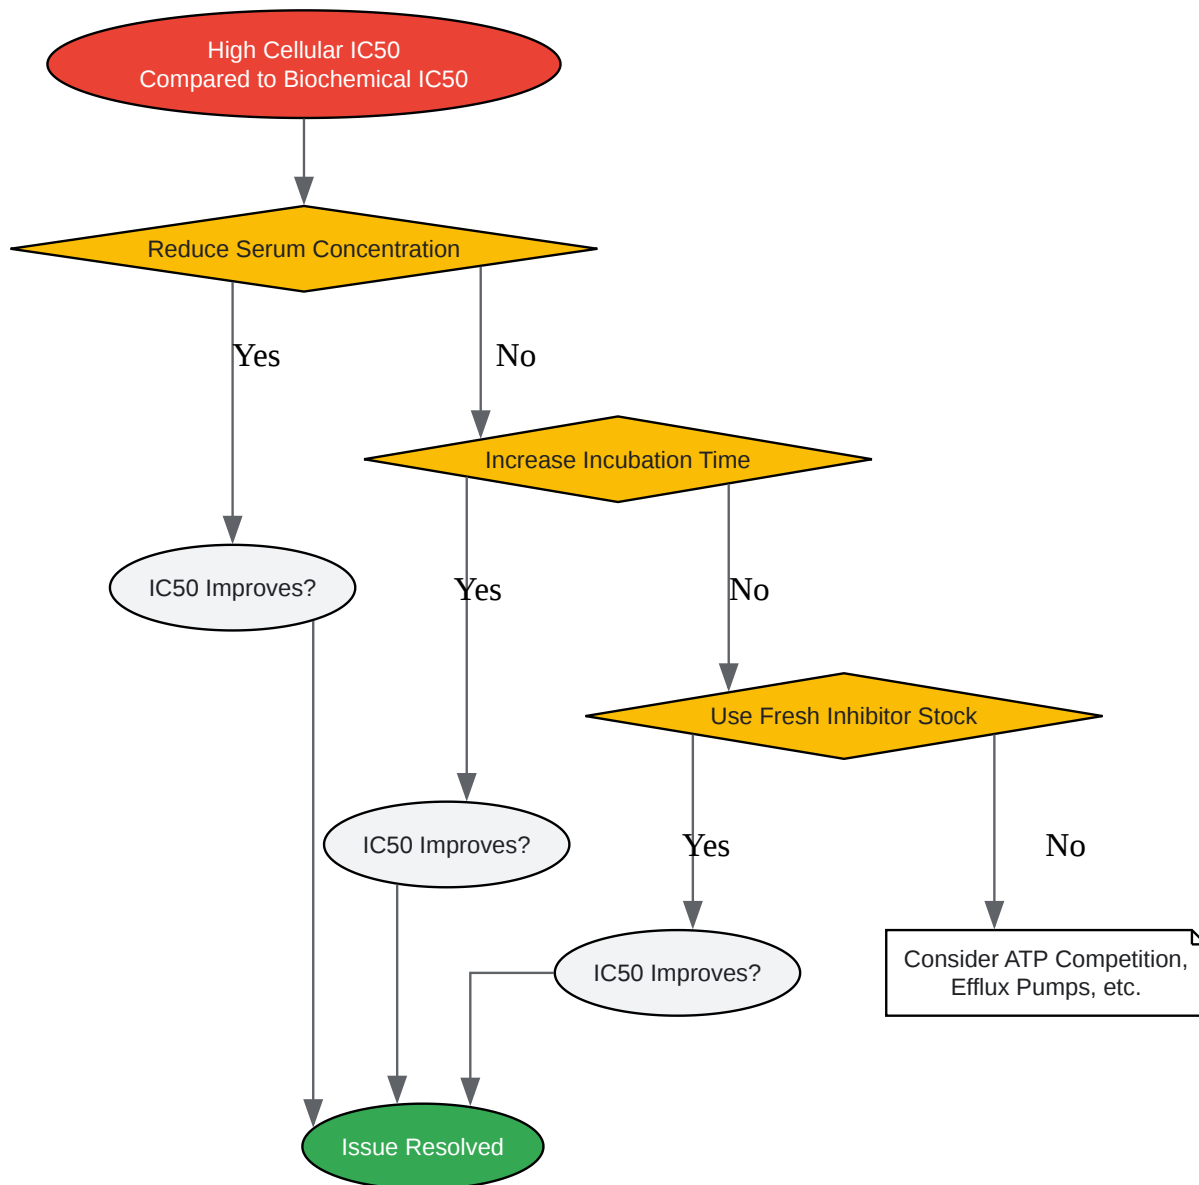 High Cellular IC50
Compared to Biochemical IC50
Reduce Serum Concentration
Yes
No
Increase Incubation Time
IC50 Improves?
Yes
No
Use Fresh Inhibitor Stock
IC50 Improves?
Yes
No
IC50 Improves?
Consider ATP Competition,
Efflux Pumps, etc.
Issue Resolved